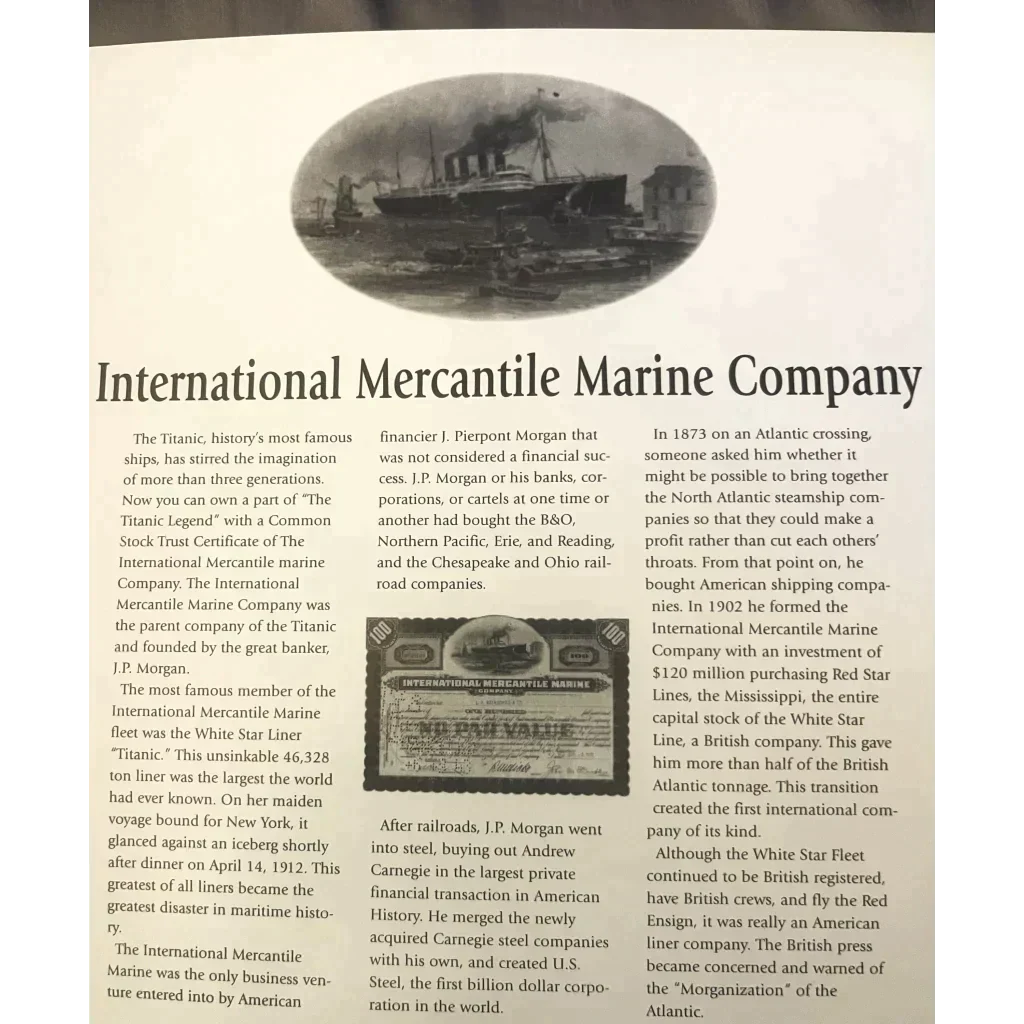 International Mercantile Marine Company
The Titanic, history's most famous
ships, has stirred the imagination
of more than three generations.
Now you can own a part of "The
Titanic Legend" with a Common
Stock Trust Certificate of The
International Mercantile marine
Company. The International
Mercantile Marine Company was
the parent company of the Titanic
and founded by the great banker,
J.P. Morgan.
The most famous member of the
International Mercantile Marine
fleet was the White Star Liner
"Titanic." This unsinkable 46,328
ton liner was the largest the world
had ever known. On her maiden
voyage bound for New York, it
glanced against an iceberg shortly
after dinner on April 14, 1912. This
greatest of all liners became the
greatest disaster in maritime histo-
ry.
The International Mercantile
Marine was the only business ven-
ture entered into by American
financier J. Pierpont Morgan that
was not considered a financial suc-
cess. J.P. Morgan or his banks, cor-
porations, or cartels at one time or
another had bought the B&O,
Northern Pacific, Erie, and Reading,
and the Chesapeake and Ohio rail-
road companies.
100
100
100
INTERNATIONAL MERCANTILE MARINE
COMPANY
NO PAR VALUE
After railroads, J.P. Morgan went
into steel, buying out Andrew
Carnegie in the largest private
financial transaction in American
History. He merged the newly
acquired Carnegie steel companies
with his own, and created U.S.
Steel, the first billion dollar corpo-
ration in the world.
In 1873 on an Atlantic crossing,
someone asked him whether it
might be possible to bring together
the North Atlantic steamship com-
panies so that they could make a
profit rather than cut each others'
throats. From that point on, he
bought American shipping compa-
nies. In 1902 he formed the
International Mercantile Marine
Company with an investment of
$120 million purchasing Red Star
Lines, the Mississippi, the entire
capital stock of the White Star
Line, a British company. This gave
him more than half of the British
Atlantic tonnage. This transition
created the first international com-
pany of its kind.
Although the White Star Fleet
continued to be British registered,
have British crews, and fly the Red
Ensign, it was really an American
liner company. The British press
became concerned and warned of
the "Morganization" of the
Atlantic.